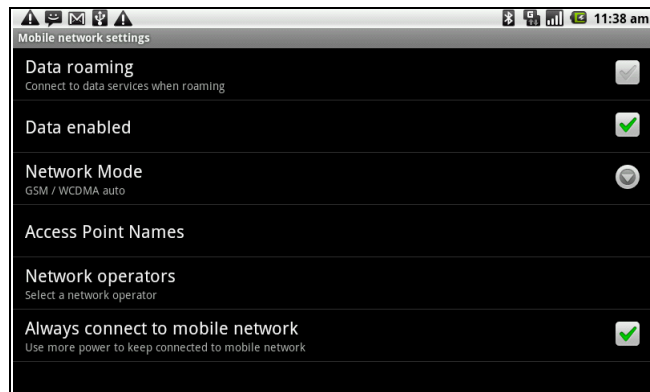 11:38 am
Mobile network settings
Data roaming
Connect to data services when roaming
Data enabled
Network Mode
GSM / WCDMA auto
Access Point Names
Network operators
Select a network operator
Always connect to mobile network
Use more power to keep connected to mobile network